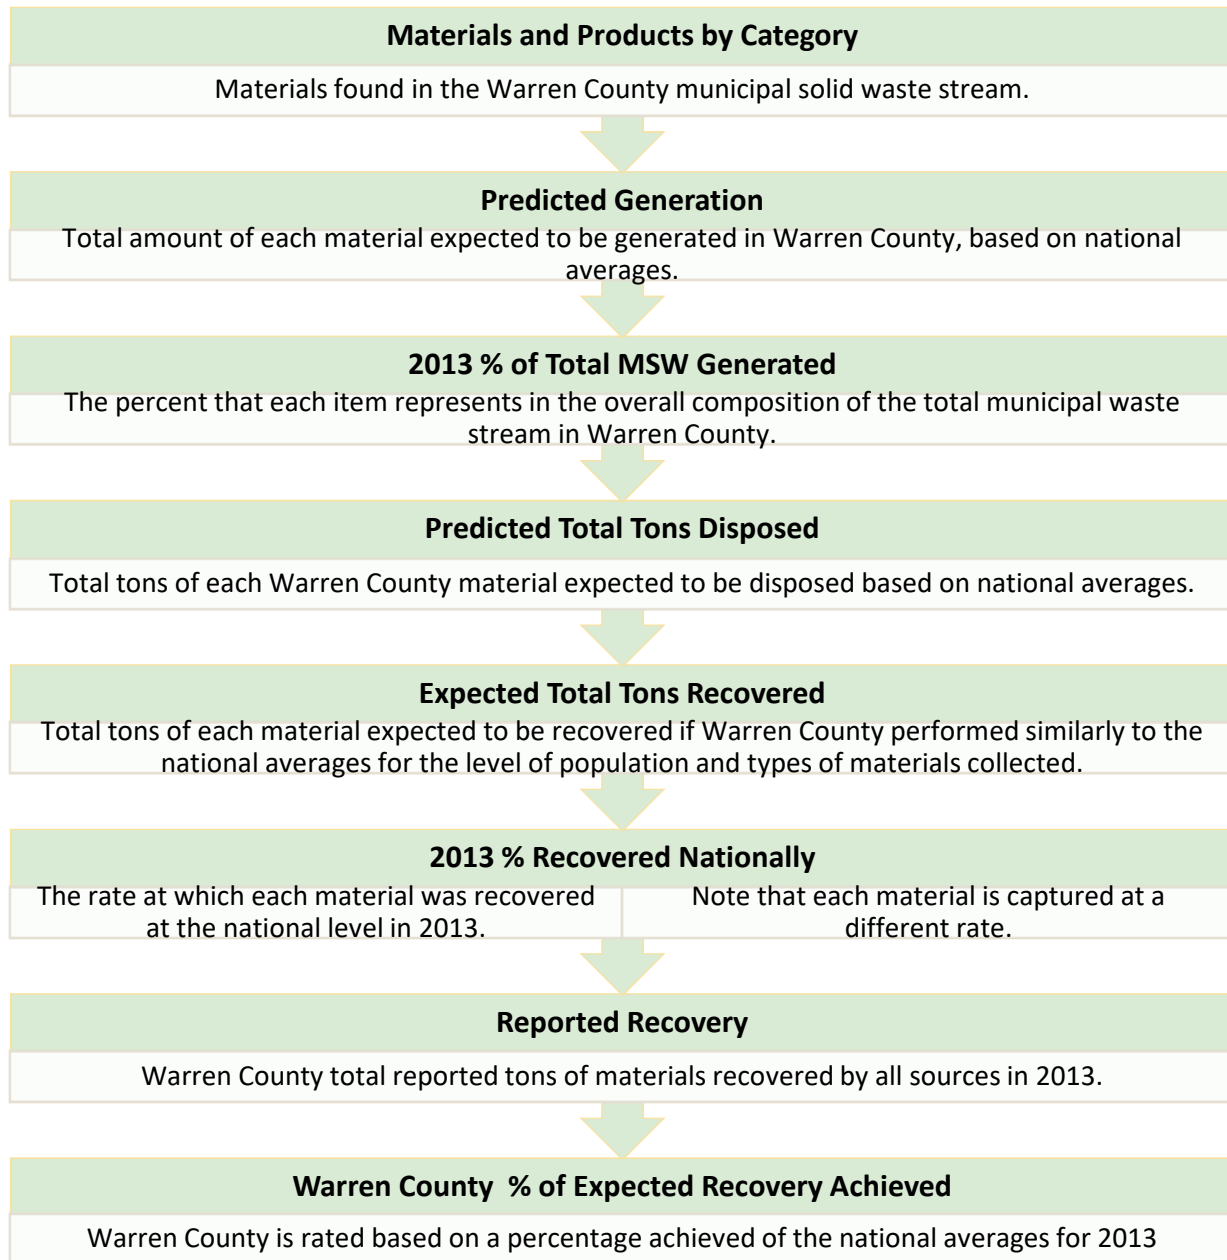 Materials and Products by Category
Materials found in the Warren County municipal solid waste stream.
Predicted Generation
Total amount of each material expected to be generated in Warren County, based on national
averages.
2013 % of Total MSW Generated
The percent that each item represents in the overall composition of the total municipal waste
stream in Warren County.
Predicted Total Tons Disposed
Total tons of each Warren County material expected to be disposed based on national averages.
Expected Total Tons Recovered
Total tons of each material expected to be recovered if Warren County performed similarly to the
national averages for the level of population and types of materials collected.
2013 % Recovered Nationally
The rate at which each material was recovered
at the national level in 2013.
Note that each material is captured at a
different rate.
Reported Recovery
Warren County total reported tons of materials recovered by all sources in 2013.
Warren County % of Expected Recovery Achieved
Warren County is rated based on a percentage achieved of the national averages for 2013